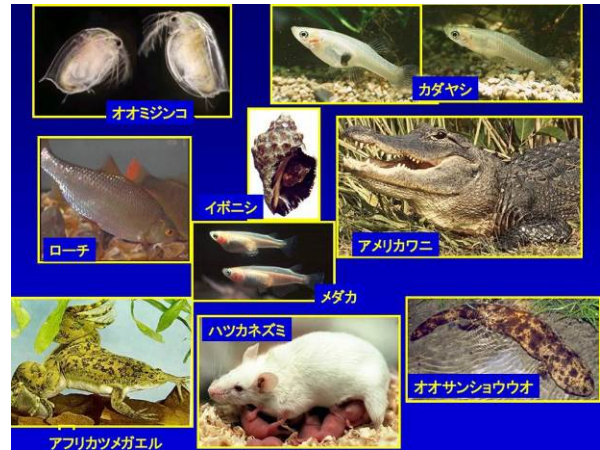 オオミジンコ
カダヤシ
イボニシ
ローチ
アメリカワニ
メダカ
ハツカネズミ
オオサンショウウオ
アフリカツメガエル